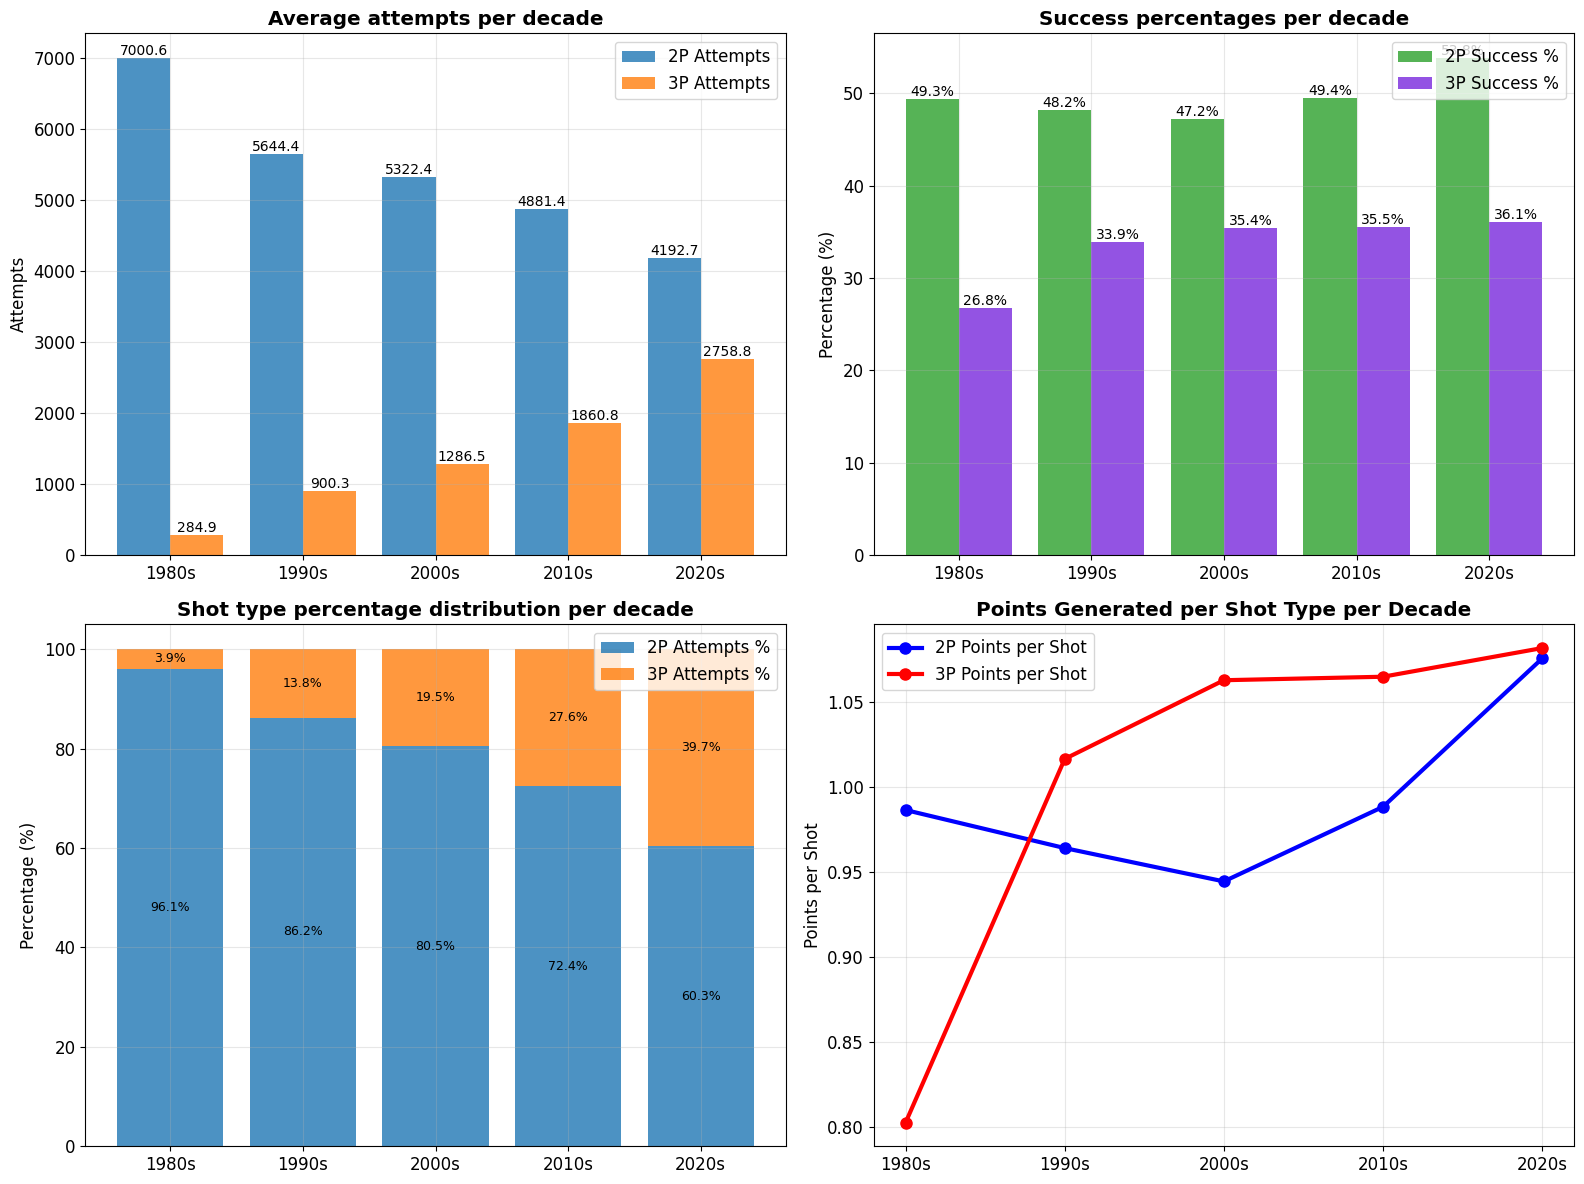 Average attempts per decade
7000.6
5644.4
5322.4
4881.4
4192.7
284.9
900.3
1286.5
1860.8
2758.8
2P Attempts
3P Attempts
Attempts
7000
6000
5000
4000
3000
2000
1000
0
1980s 1990s 2000s 2010s 2020s
Success percentages per decade
49.3%
48.2%
47.2%
49.4%
53.8%
26.8%
33.9%
35.4%
35.5%
36.1%
2P Success %
3P Success %
Percentage (%)
50
40
30
20
10
0
1980s 1990s 2000s 2010s 2020s
Shot type percentage distribution per decade
2P Attempts %
3P Attempts %
3.9%
13.8%
19.5%
27.6%
39.7%
96.1%
86.2%
80.5%
72.4%
60.3%
Percentage (%)
100
80
60
40
20
0
1980s 1990s 2000s 2010s 2020s
Points Generated per Shot Type per Decade
2P Points per Shot
3P Points per Shot
Points per Shot
1.05
1.00
0.95
0.90
0.85
0.80
1980s 1990s 2000s 2010s 2020s